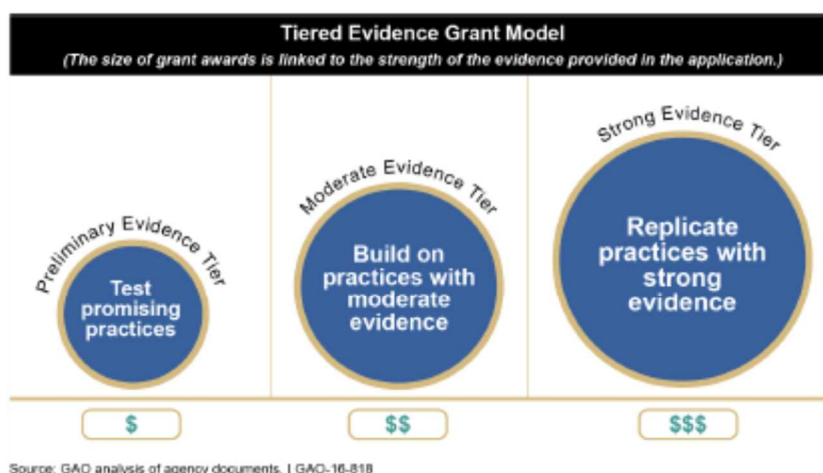 Tiered Evidence Grant Model
(The size of grant awards is linked to the strength of the evidence provided in the application.)
Preliminary Evidence Tier
Test
promising
practices
$
Moderate Evidence Tier
Build on
practices with
moderate
evidence
$$
Strong Evidence Tier
Replicate
practices with
strong
evidence
$$$
Source: GAO analysis of agency documents. | GAO-16-818